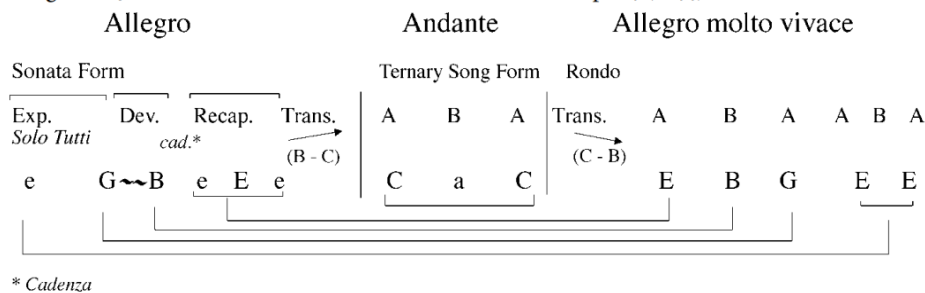 Allegro Andante Allegro molto vivace
Sonata Form Ternary Song Form Rondo
Exp. Dev. Recap. Trans. A B A Trans. A B A A B A
Solo Tutti cad.*
(B - C) (C - B)
e G~~B e E e C a C E B G E E
* Cadenza